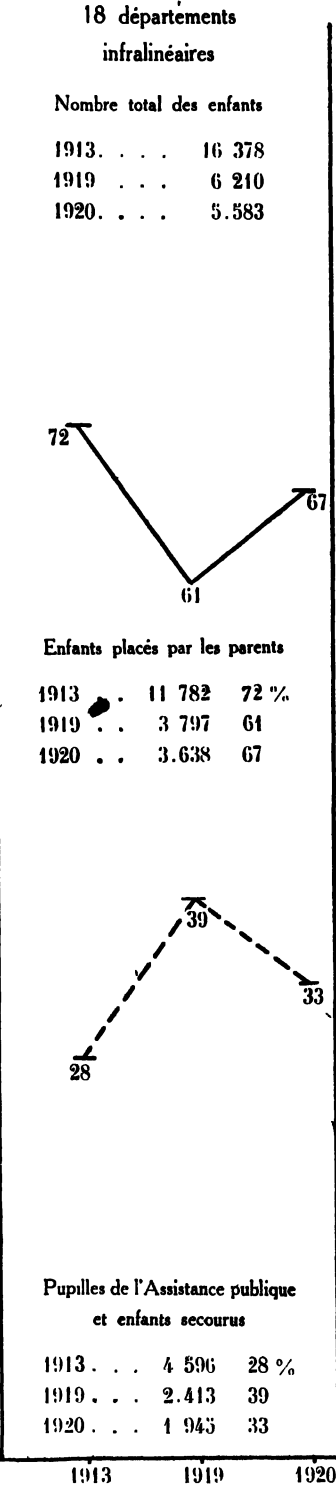 18 départements
infralinéaires
Nombre total des enfants
1913. . . . 16 378
1919 . . . 6 210
1920. . . . 5.583
72
67
61
Enfants placés par les parents
1913 . . 11 782 72 %
1919 . . 3 797 61
1920 . . 3.638 67
39
33
28
Pupilles de l'Assistance publique
et enfants secourus
1913 . . . 4 596 28 %
1919 . . . 2.413 39
1920 . . . 1 945 33
1913 1919 1920